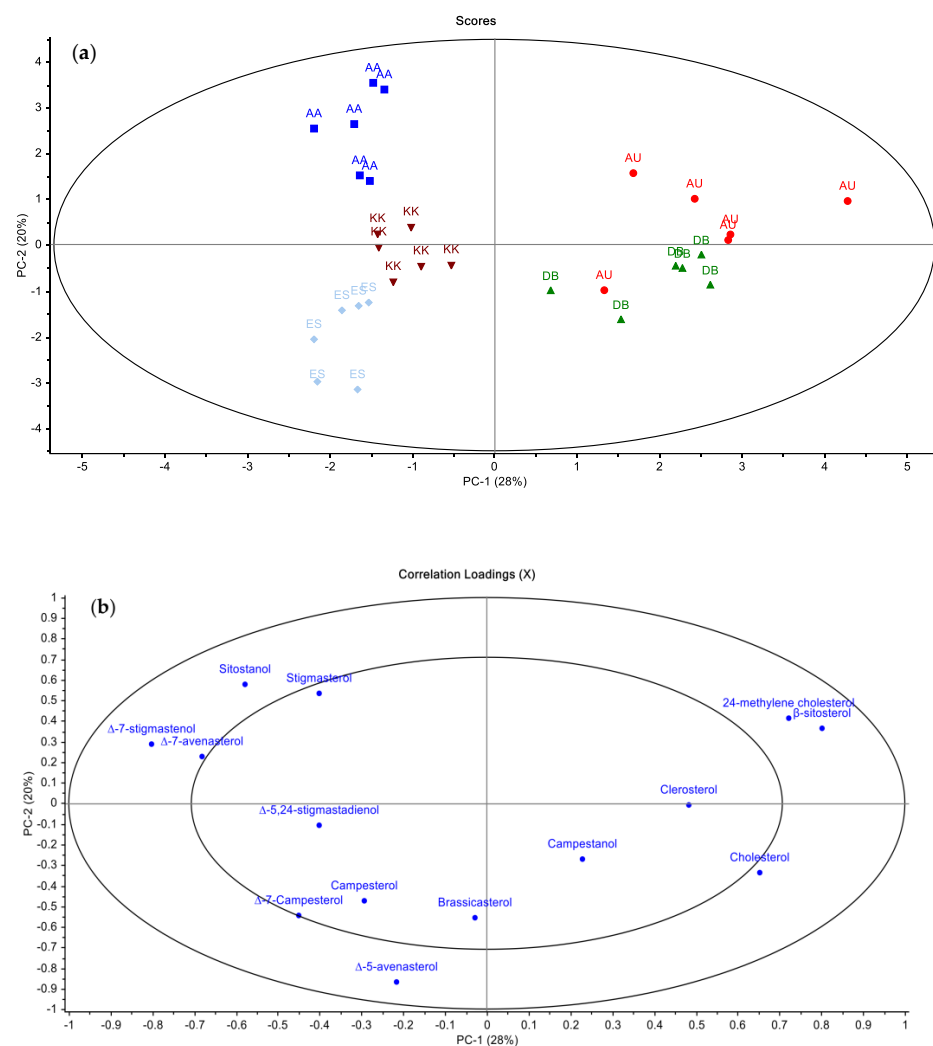 Scores
(a)
PC-2 (20%)
4
3
2
1
0
-1
-2
-3
-4
AA
AA
AA
AA
AA
AA
AU
AU
AU
AU
AU
AU
KK
KK
KK
KK
KK
KK
DB
DB
DB
DB
DB
DB
ES
ES
ES
ES
ES
ES
-5 -4 -3 -2 -1 0 1 2 3 4 5
PC-1 (28%)
Correlation Loadings (X)
(b)
PC-2 (20%)
1
0.9
0.8
0.7
0.6
0.5
0.4
0.3
0.2
0.1
0
-0.1
-0.2
-0.3
-0.4
-0.5
-0.6
-0.7
-0.8
-0.9
-1
Sitostanol
Stigmasterol
24-methylene cholesterol
β-sitosterol
Δ-7-stigmastenol
Δ-7-avenasterol
Clerosterol
Δ-5,24-stigmastadienol
Campestanol
Cholesterol
Campesterol
Δ-7-Campesterol
Brassicasterol
Δ-5-avenasterol
-1 -0.9 -0.8 -0.7 -0.6 -0.5 -0.4 -0.3 -0.2 -0.1 0 0.1 0.2 0.3 0.4 0.5 0.6 0.7 0.8 0.9 1
PC-1 (28%)